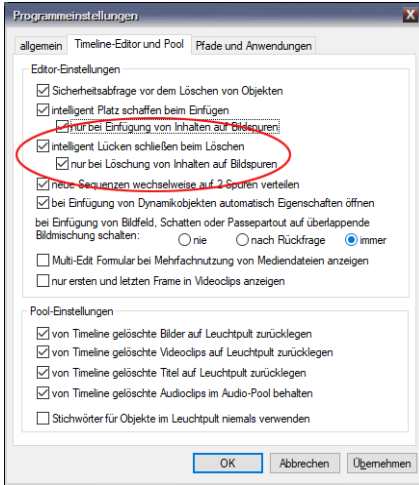 Programmeinstellungen
allgemein Timeline-Editor und Pool Pfade und Anwendungen
Editor-Einstellungen
Sicherheitsabfrage vor dem Löschen von Objekten
intelligent Platz schaffen beim Einfügen
nur bei Einfügung von Inhalten auf Bildspuren
intelligent Lücken schließen beim Löschen
nur bei Löschung von Inhalten auf Bildspuren
neue Sequenzen wechselweise auf 2 Spuren verteilen
bei Einfügung von Dynamikobjekten automatisch Eigenschaften öffnen
bei Einfügung von Bildfeld, Schatten oder Passepartout auf überlappende
Bildmischung schalten: nie nach Rückfrage immer
Multi-Edit Formular bei Mehrfachnutzung von Mediendateien anzeigen
nur ersten und letzten Frame in Videoclips anzeigen
Pool-Einstellungen
von Timeline gelöschte Bilder auf Leuchtpult zurücklegen
von Timeline gelöschte Videoclips auf Leuchtpult zurücklegen
von Timeline gelöschte Titel auf Leuchtpult zurücklegen
von Timeline gelöschte Audioclips im Audio-Pool behalten
Stichwörter für Objekte im Leuchtpult niemals verwenden
OK Abbrechen Übernehmen